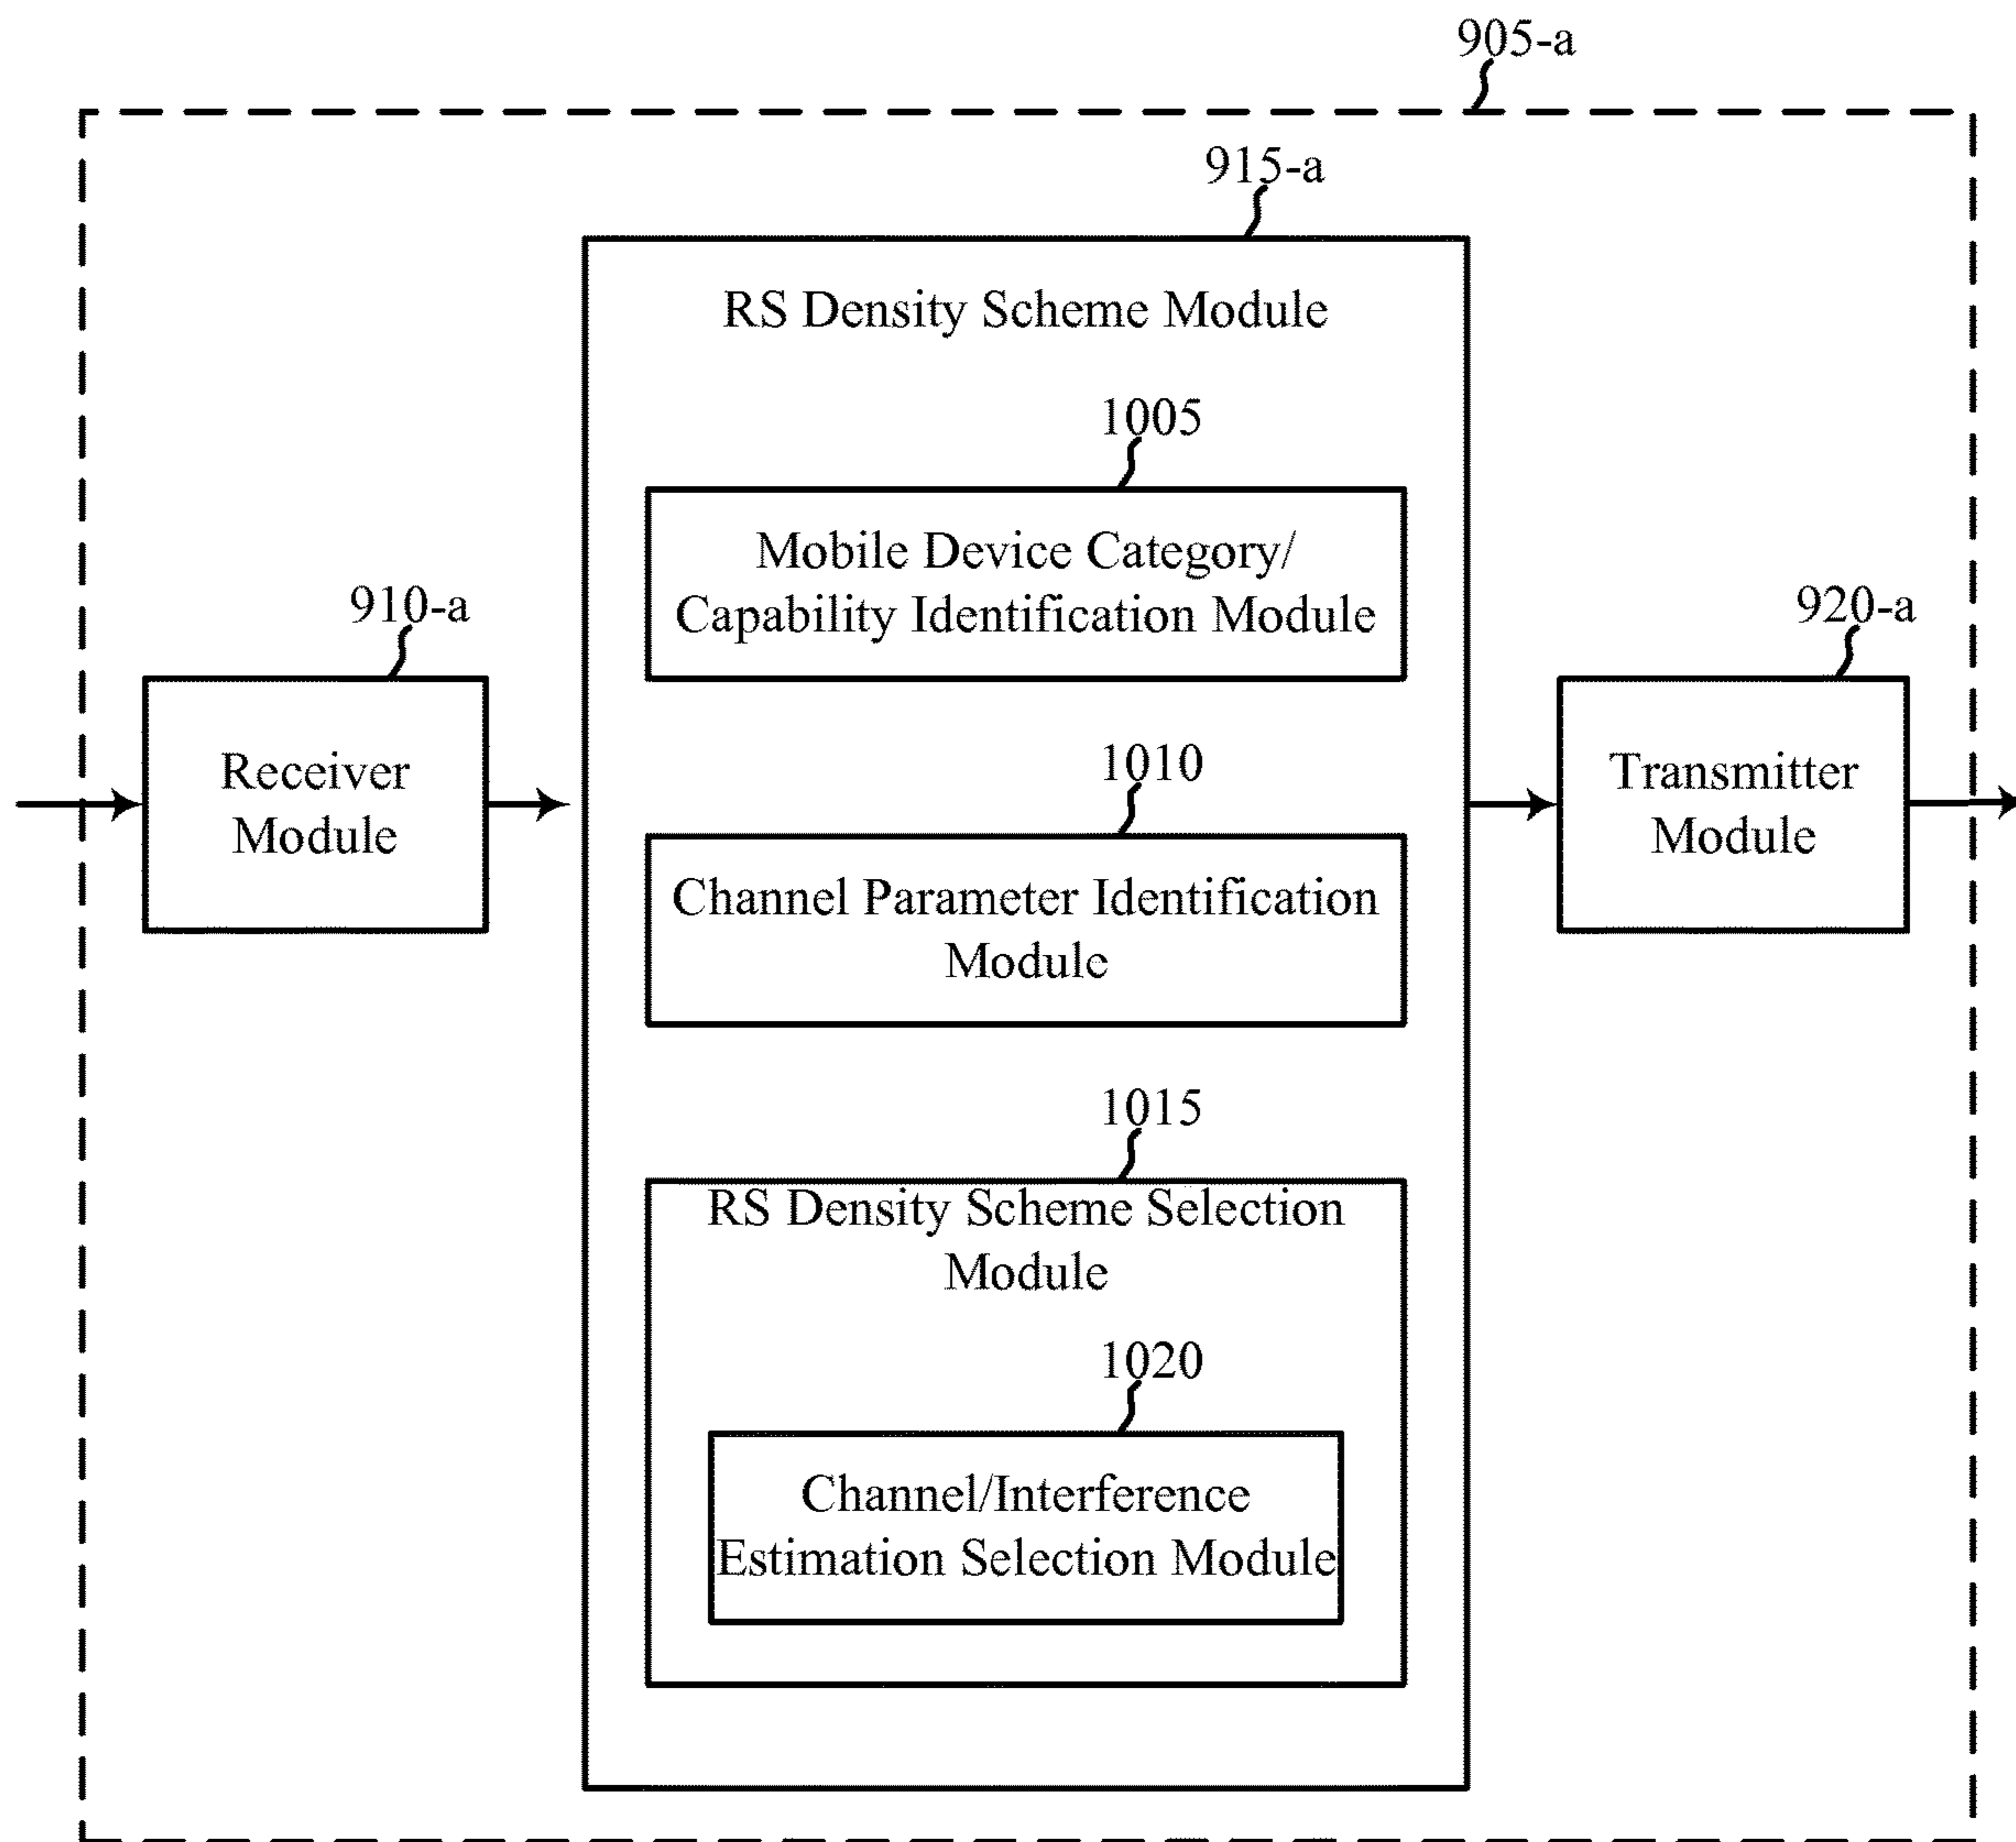 905-a
915-a
RS Density Scheme Module
1005
Mobile Device Category/
Capability Identification Module
910-a
Receiver
Module
920-a
Transmitter
Module
1010
Channel Parameter Identification
Module
1015
RS Density Scheme Selection
Module
1020
Channel/Interference
Estimation Selection Module